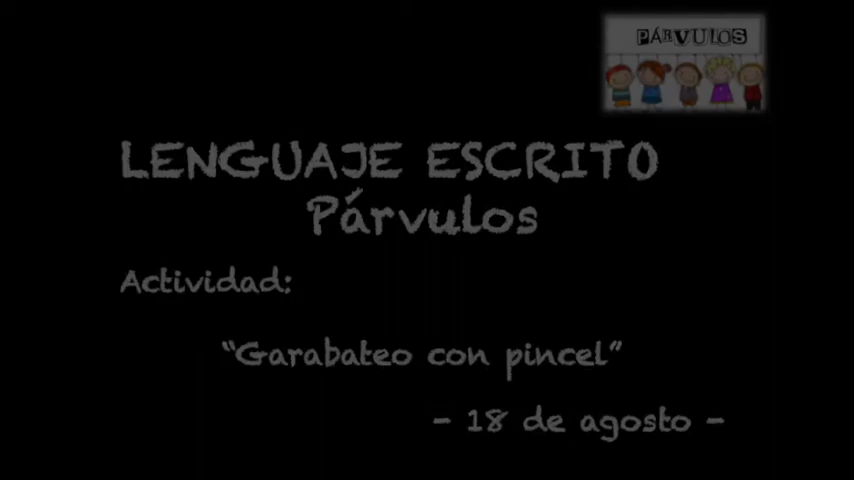 PÁRVULOS
LENGUAJE ESCRITO
Párvulos
Actividad:
“Garabateo con pincel”
- 18 de agosto -